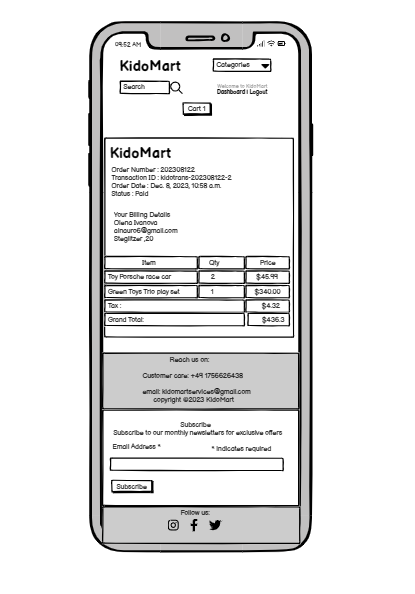 09:52 AM
KidoMart
Categories
Search
Welcome to KidoMart
Dashboard | Logout
Cart 1
KidoMart
Order Number : 202308122
Transaction ID : kidotrans-202308122-2
Order Date : Dec. 8, 2023, 10:58 a.m.
Status : Paid
Your Billing Details
Olena Ivanova
alnauro6@gmail.com
Steglitzer ,20
Item Qty Price
Toy Porsche race car 2 $45.99
Green Toys Trio play set 1 $340.00
Tax : $4.32
Grand Total: $436.3
Reach us on:
Customer care: +49 1756626438
email: kidomartservices@gmail.com
copyright ©2023 KidoMart
Subscribe
Subscribe to our monthly newsletters for exclusive offers
Email Address *
* indicates required
Subscribe
Follow us: